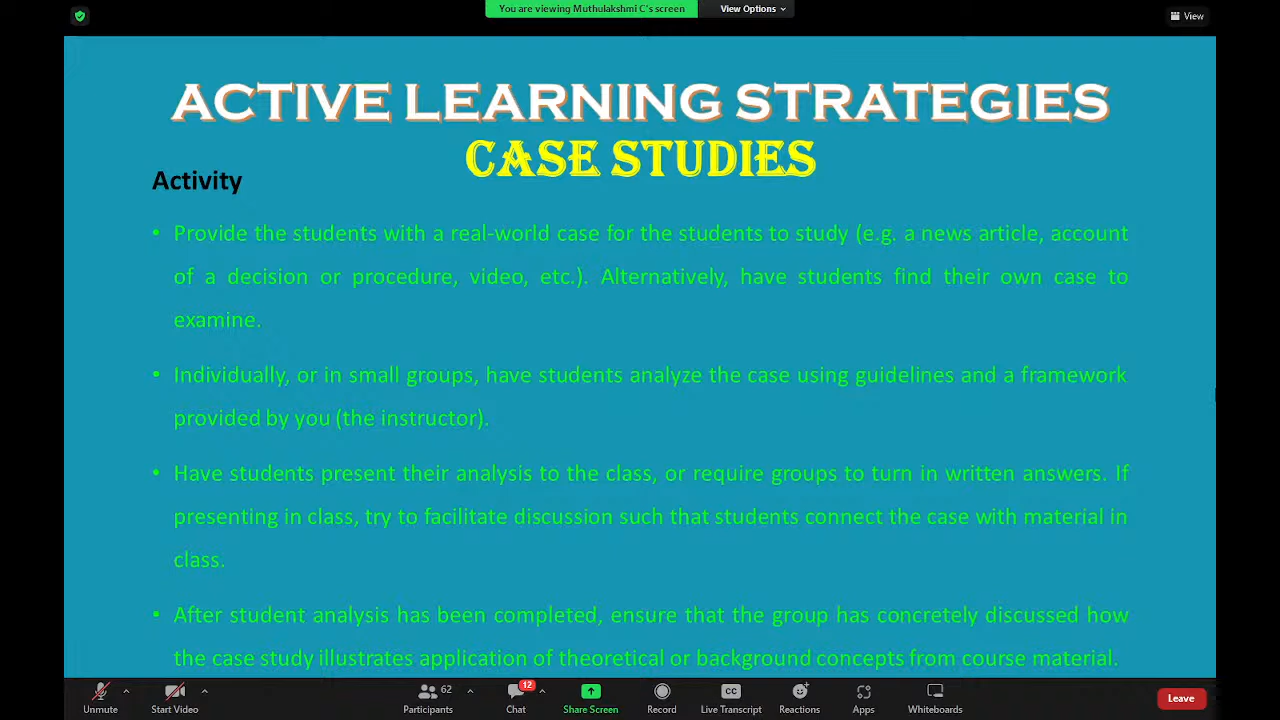 You are viewing Muthulakshmi C's screen
View Options
View
ACTIVE LEARNING STRATEGIES
CASE STUDIES
Activity
• Provide the students with a real-world case for the students to study (e.g. a news article, account
of a decision or procedure, video, etc.). Alternatively, have students find their own case to
examine.
• Individually, or in small groups, have students analyze the case using guidelines and a framework
provided by you (the instructor).
• Have students present their analysis to the class, or require groups to turn in written answers. If
presenting in class, try to facilitate discussion such that students connect the case with material in
class.
• After student analysis has been completed, ensure that the group has concretely discussed how
the case study illustrates application of theoretical or background concepts from course material.
62
12
CC
Unmute
Start Video
Participants
Chat
Share Screen
Record
Live Transcript
Reactions
Apps
Whiteboards
Leave